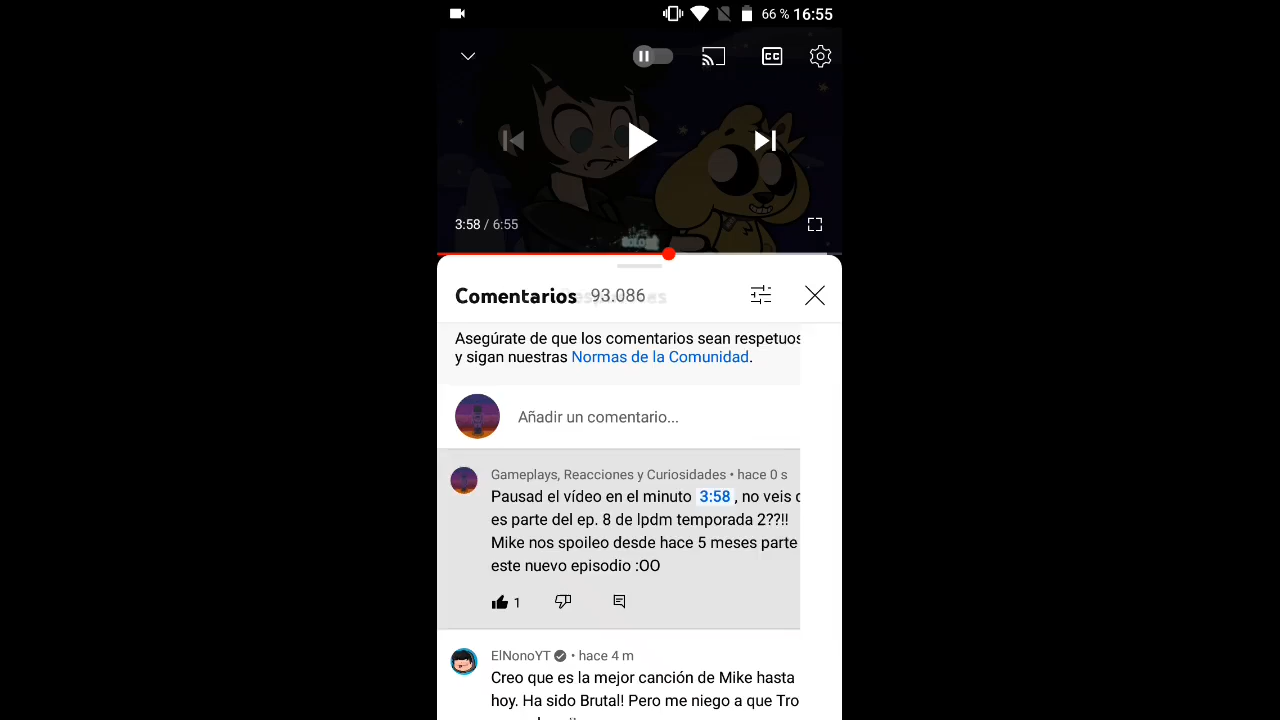 66 % 16:55
CC
3:58 / 6:55
Comentarios 93.086
Asegúrate de que los comentarios sean respetuos
y sigan nuestras Normas de la Comunidad.
Añadir un comentario...
Gameplays, Reacciones y Curiosidades • hace 0 s
Pausad el vídeo en el minuto 3:58, no veis
es parte del ep. 8 de lpdm temporada 2??!!
Mike nos spoileo desde hace 5 meses parte
este nuevo episodio :OO
1
ElNonoYT • hace 4 m
Creo que es la mejor canción de Mike hasta
hoy. Ha sido Brutal! Pero me niego a que Tro